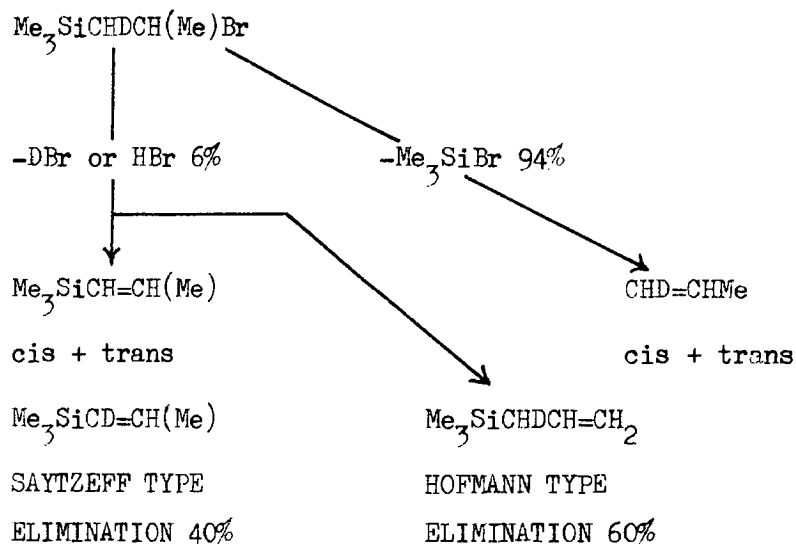 Me₃SiCHDCH(Me)Br
-DBr or HBr 6%
-Me₃SiBr 94%
Me₃SiCH=CH(Me)
CHD=CHMe
cis + trans
cis + trans
Me₃SiCD=CH(Me)
Me₃SiCHDCH=CH₂
SAYTZEFF TYPE
HOFMANN TYPE
ELIMINATION 40%
ELIMINATION 60%